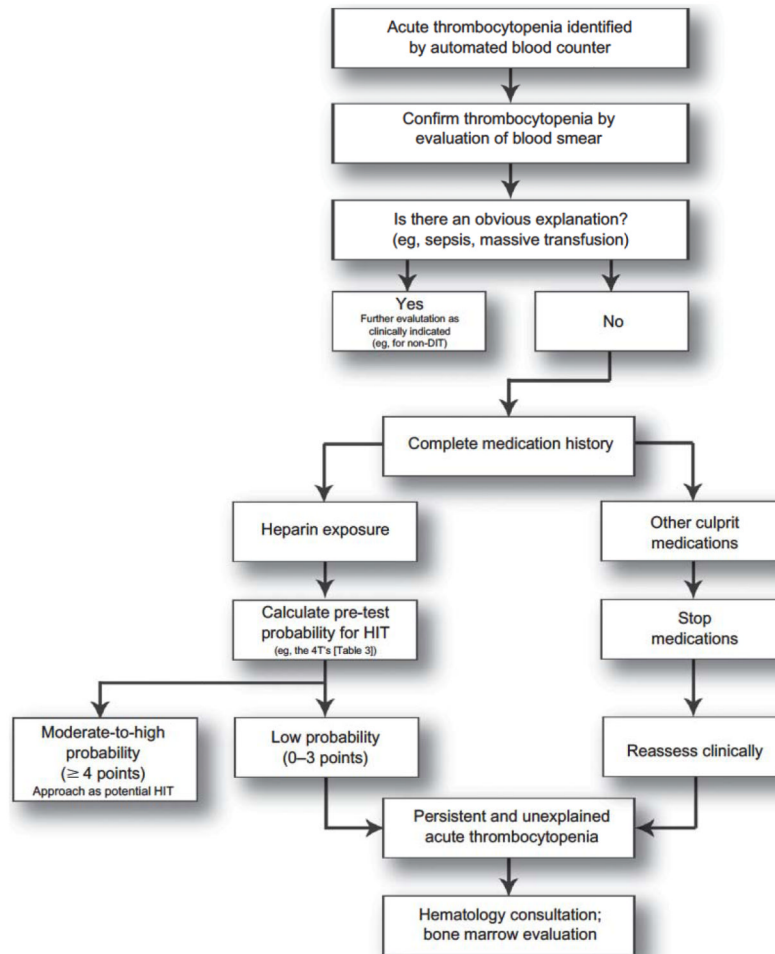 Acute thrombocytopenia identified
by automated blood counter
Confirm thrombocytopenia by
evaluation of blood smear
Is there an obvious explanation?
(eg, sepsis, massive transfusion)
Yes
Further evalutation as
clinically indicated
(eg, for non-DIT)
No
Complete medication history
Heparin exposure
Other culprit
medications
Calculate pre-test
probability for HIT
(eg, the 4T's [Table 3])
Stop
medications
Moderate-to-high
probability
(≥ 4 points)
Approach as potential HIT
Low probability
(0–3 points)
Reassess clinically
Persistent and unexplained
acute thrombocytopenia
Hematology consultation;
bone marrow evaluation